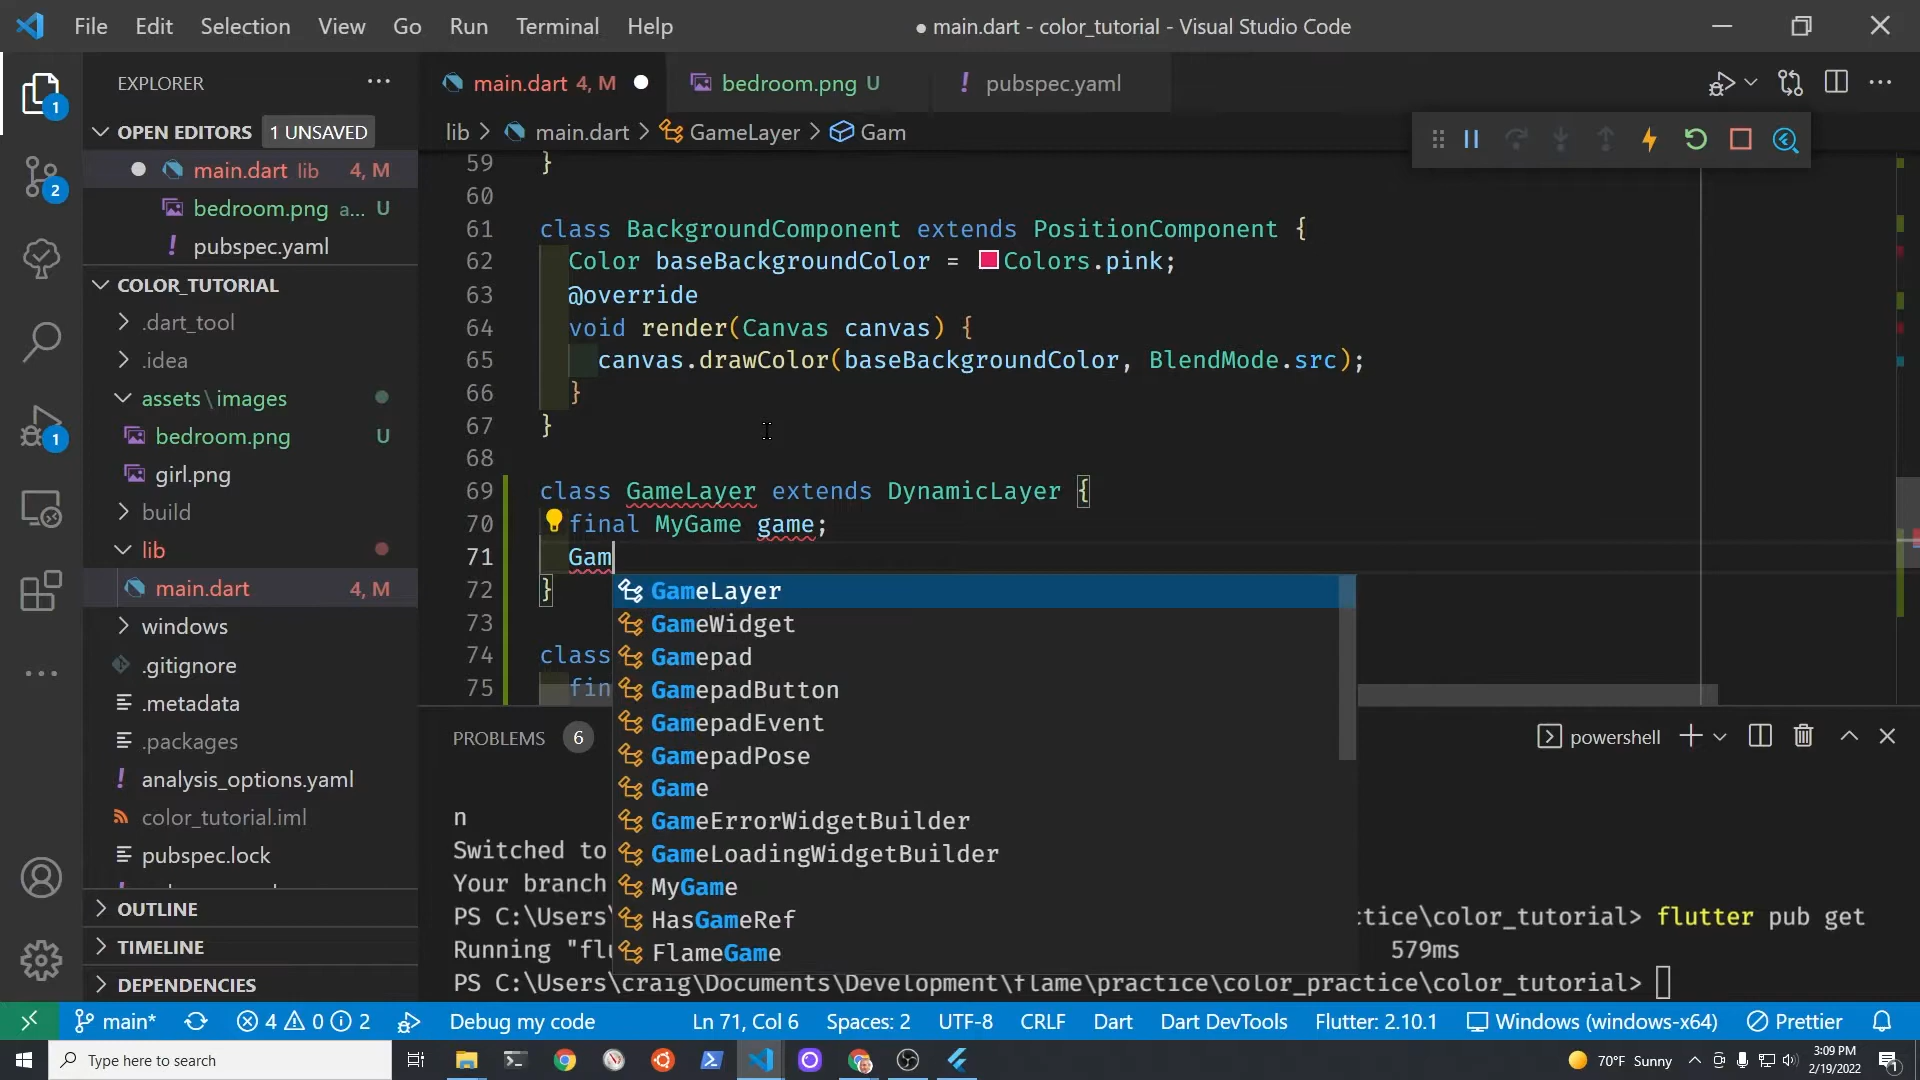 File Edit Selection View Go Run Terminal Help
● main.dart - color_tutorial - Visual Studio Code
EXPLORER
main.dart 4, M
bedroom.png U
! pubspec.yaml
OPEN EDITORS 1 UNSAVED
lib > main.dart > GameLayer > Gam
main.dart lib 4, M
bedroom.png a... U
! pubspec.yaml
COLOR_TUTORIAL
.dart_tool
.idea
assets\images
bedroom.png U
girl.png
build
lib
main.dart 4, M
windows
.gitignore
.metadata
.packages
! analysis_options.yaml
color_tutorial.iml
pubspec.lock
OUTLINE
TIMELINE
DEPENDENCIES
59 }
60
61 class BackgroundComponent extends PositionComponent {
62 Color baseBackgroundColor = Colors.pink;
63 @override
64 void render(Canvas canvas) {
65 canvas.drawColor(baseBackgroundColor, BlendMode.src);
66 }
67 }
68
69 class GameLayer extends DynamicLayer {
70 final MyGame game;
71 Gam
72 }
73
74 class
75 fin
GameLayer
GameWidget
Gamepad
GamepadButton
GamepadEvent
GamepadPose
Game
GameErrorWidgetBuilder
GameLoadingWidgetBuilder
MyGame
HasGameRef
FlameGame
PROBLEMS 6
powershell
n
Switched to
Your branch
PS C:\Users\ctice\color_tutorial> flutter pub get
Running "flu 579ms
PS C:\Users\craig\Documents\Development\flame\practice\color_practice\color_tutorial>
1
2
1
main* 4 0 2 Debug my code Ln 71, Col 6 Spaces: 2 UTF-8 CRLF Dart Dart DevTools Flutter: 2.10.1 Windows (windows-x64) Prettier
Type here to search
70°F Sunny
3:09 PM
2/19/2022
1